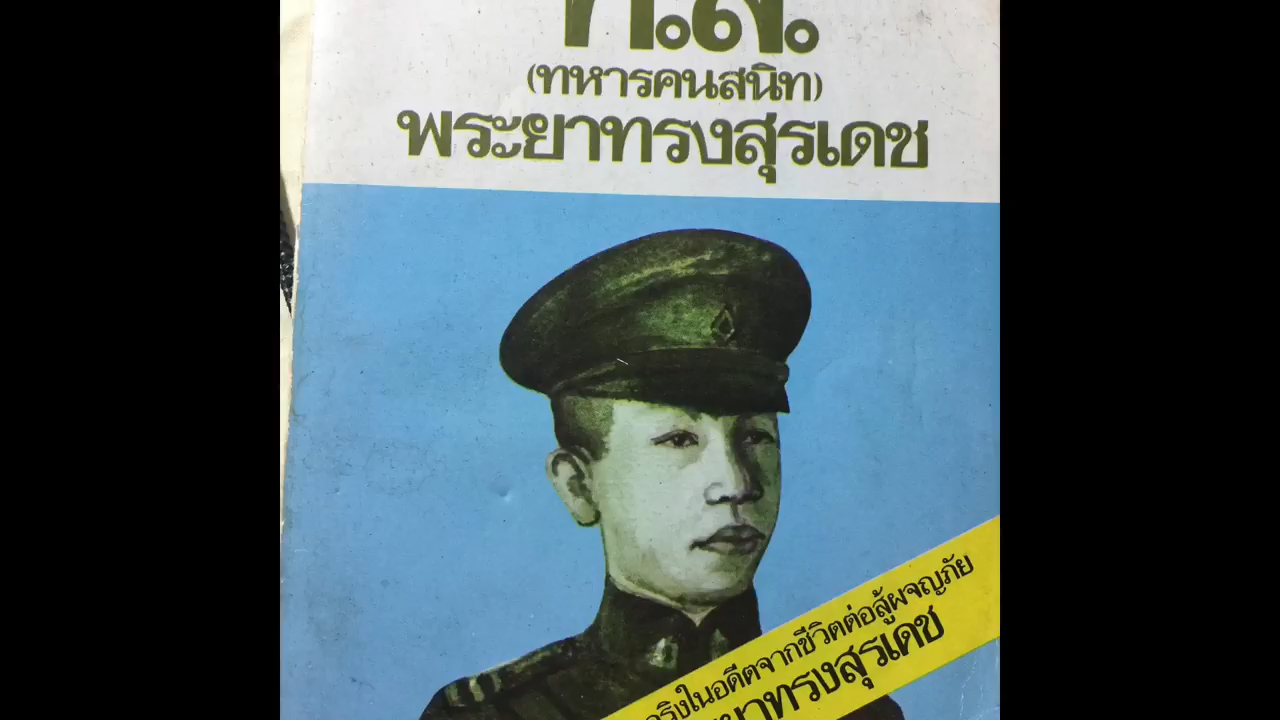 ท.ส.
(ทหารคนสนิท)
พระยาทรงสุรเดช
จริงในอดีตจากชีวิตต่อสู้ผจญภัย
ยาทรงสุรเดช